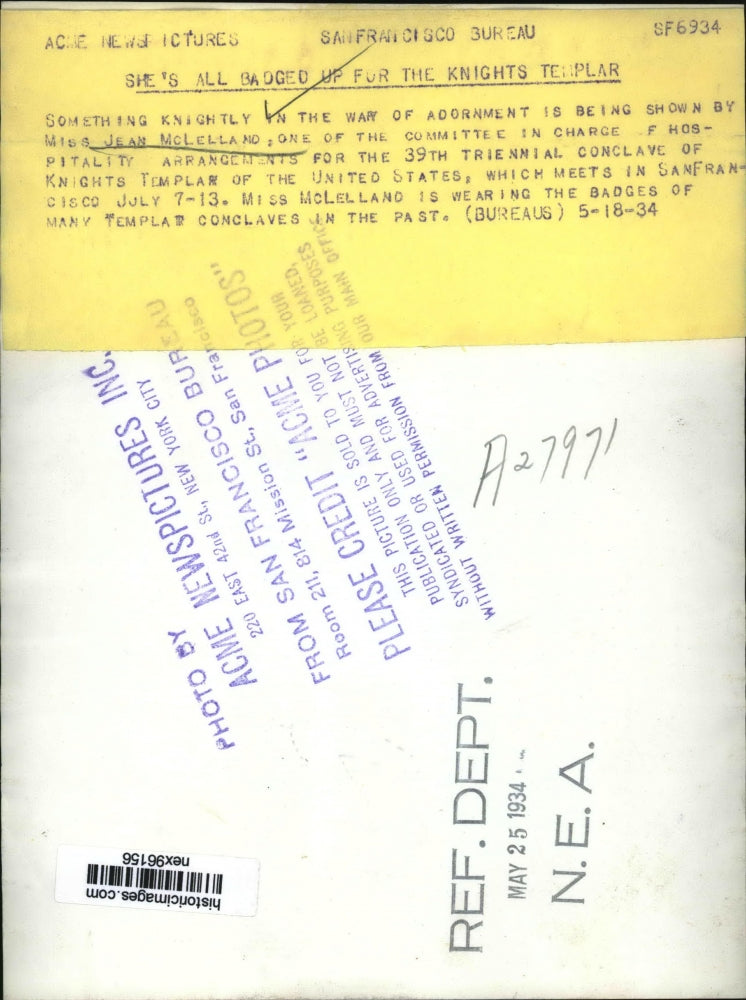 ACME NEWSPICTURES SANFRANCISCO BUREAU SF6934
SHE'S ALL BADGED UP FOR THE KNIGHTS TEMPLAR
SOMETHING KNIGHTLY IN THE WAY OF ADORNMENT IS BEING SHOWN BY
MISS JEAN MCLELLAND, ONE OF THE COMMITTEE IN CHARGE F HOS-
PITALITY ARRANGEMENTS FOR THE 39TH TRIENNIAL CONCLAVE OF
KNIGHTS TEMPLAR OF THE UNITED STATES, WHICH MEETS IN SANFRAN-
CISCO JULY 7-13. MISS MCLELLAND IS WEARING THE BADGES OF
MANY TEMPLAR CONCLAVES IN THE PAST. (BUREAUS) 5-18-34
PHOTO BY
ACME NEWSPICTURES INC.
220 EAST 42nd St., NEW YORK CITY
FROM SAN FRANCISCO BUREAU
Room 211, 814 Mission St., San Francisco
PLEASE CREDIT "ACME PHOTOS"
THIS PICTURE IS SOLD TO YOU FOR YOUR
PUBLICATION ONLY AND MUST NOT BE LOANED,
SYNDICATED OR USED FOR ADVERTISING PURPOSES
WITHOUT WRITTEN PERMISSION FROM OUR MAIN OFFICE
A27971
REF. DEPT.
MAY 25 1934
N. E. A.
historicimages.com
nex96156